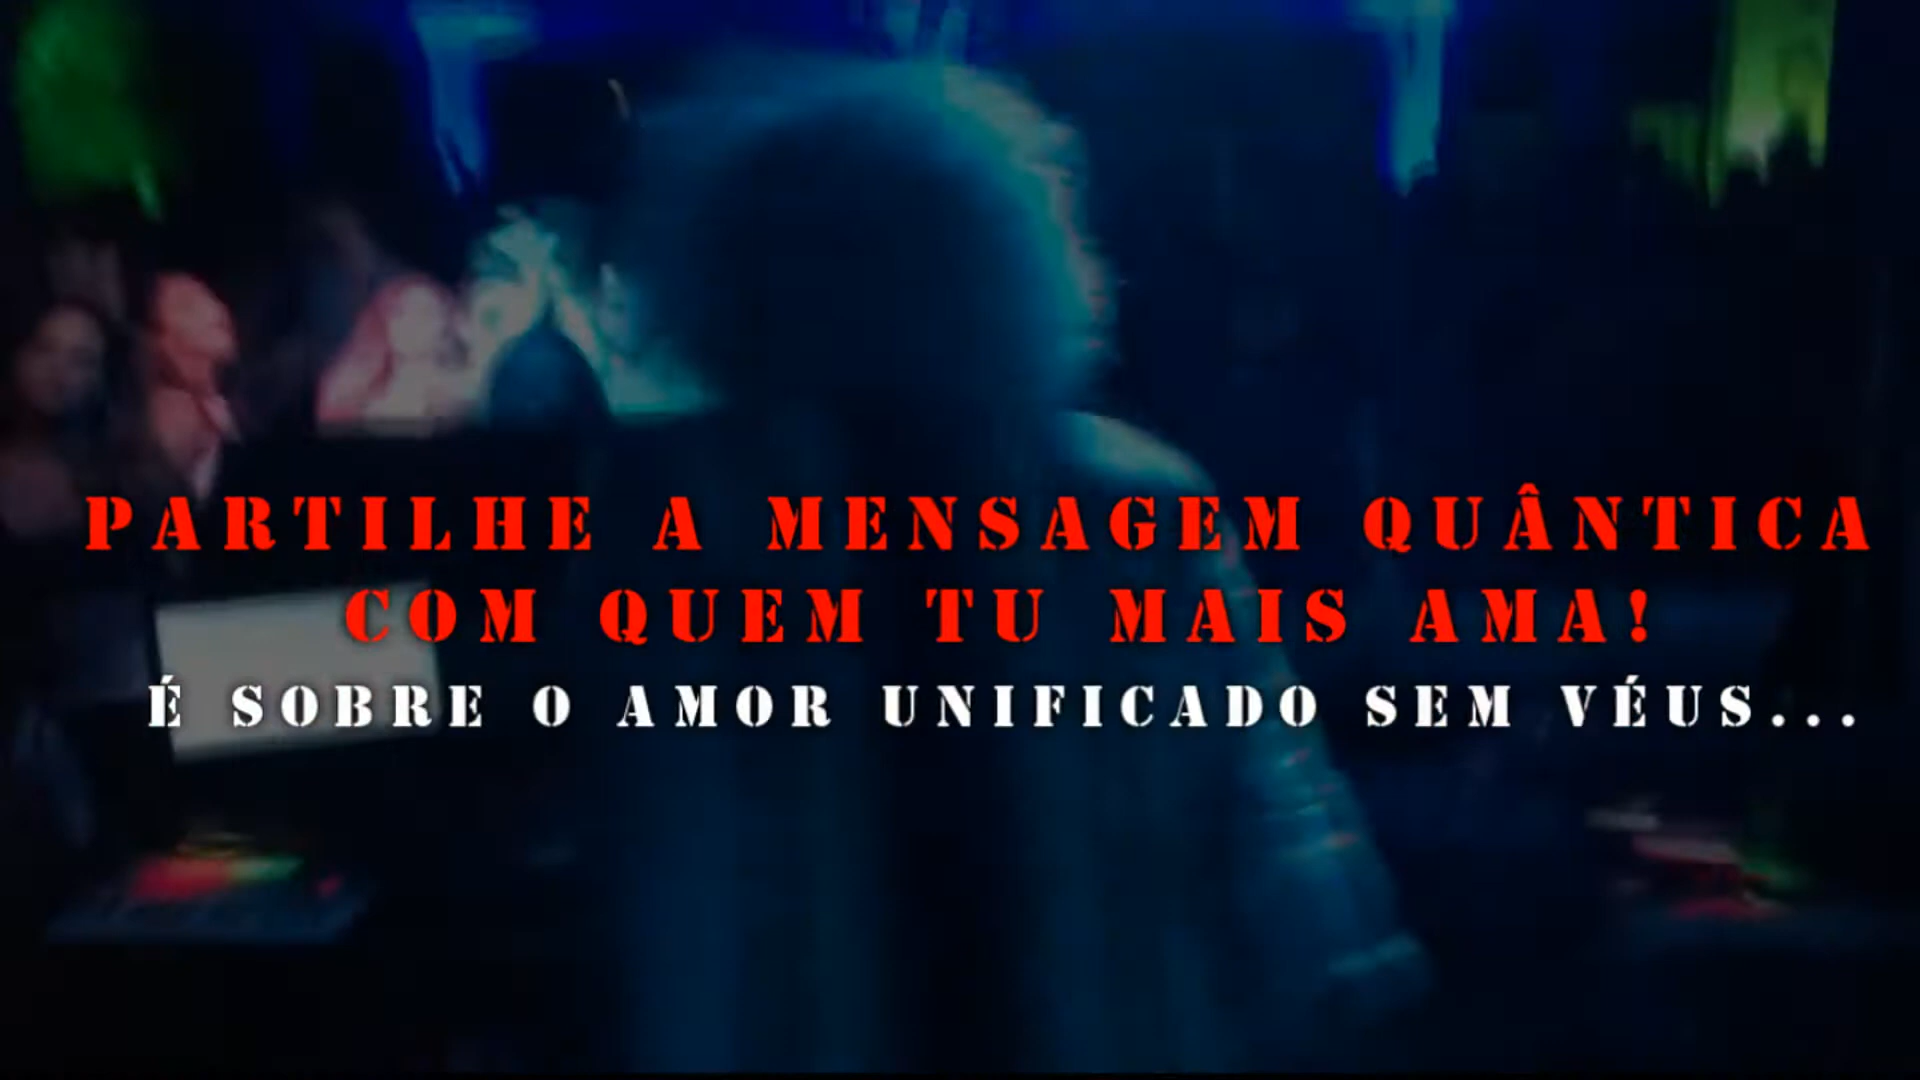 PARTILHE A MENSAGEM QUÂNTICA
COM QUEM TU MAIS AMA!
É SOBRE O AMOR UNIFICADO SEM VÉUS...